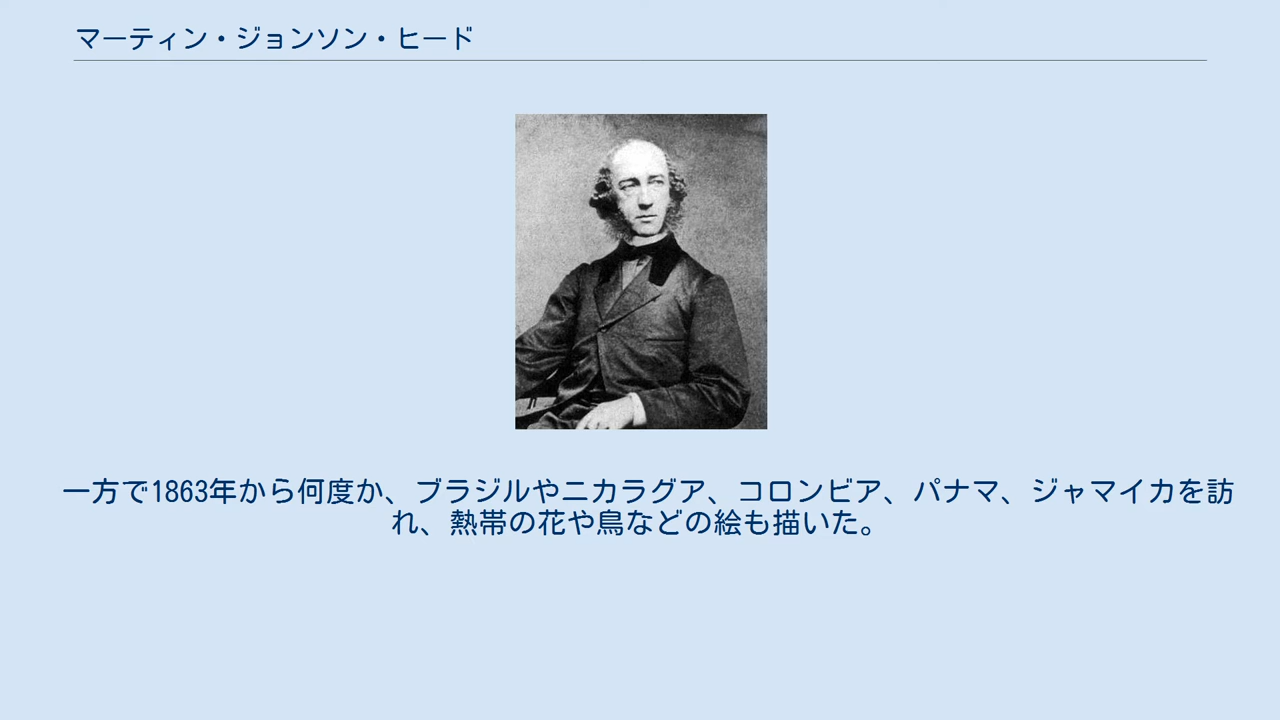 マーティン・ジョンソン・ヒード
一方で1863年から何度か、ブラジルやニカラグア、コロンビア、パナマ、ジャマイカを訪
れ、熱帯の花や鳥などの絵も描いた。